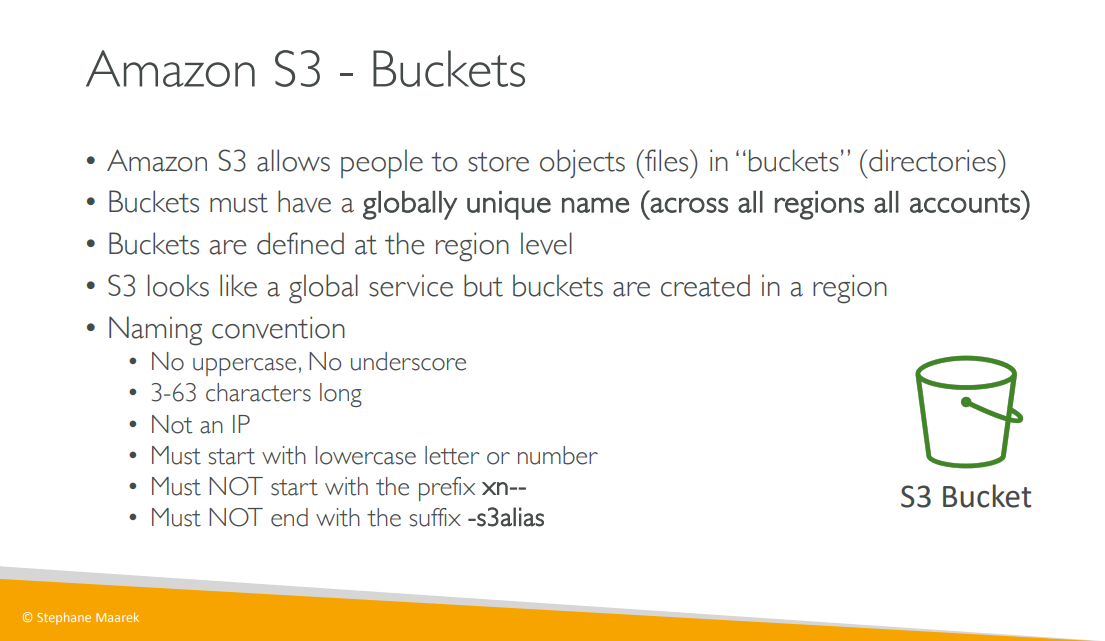 Amazon S3 - Buckets
• Amazon S3 allows people to store objects (files) in “buckets” (directories)
• Buckets must have a globally unique name (across all regions all accounts)
• Buckets are defined at the region level
• S3 looks like a global service but buckets are created in a region
• Naming convention
• No uppercase, No underscore
• 3-63 characters long
• Not an IP
• Must start with lowercase letter or number
• Must NOT start with the prefix xn--
• Must NOT end with the suffix -s3alias
S3 Bucket
© Stephane Maarek